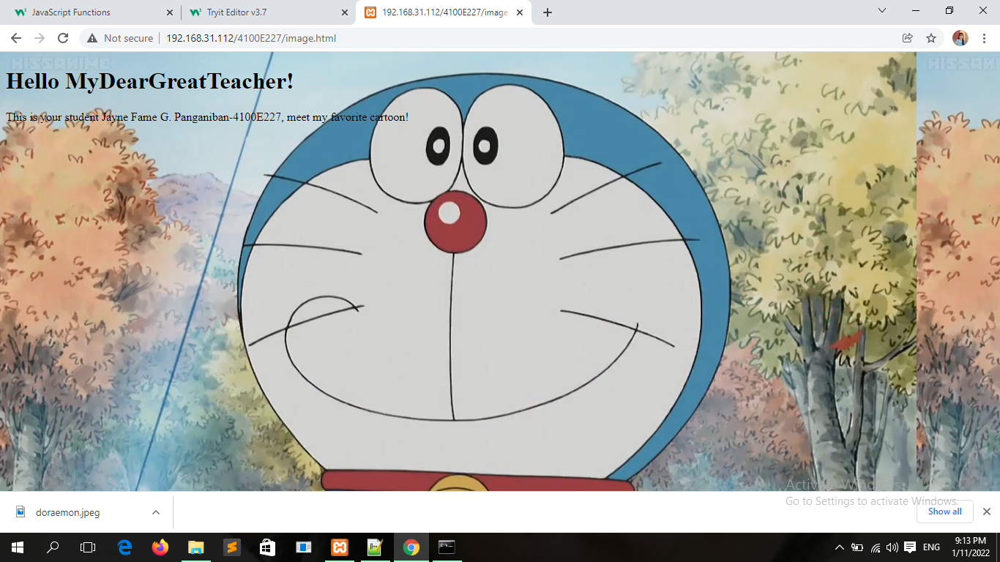 JavaScript Functions
Tryit Editor v3.7
192.168.31.112/4100E227/image
Not secure
192.168.31.112/4100E227/image.html
KISSANIME
KISSAN
Hello MyDearGreatTeacher!
This is your student Jayne Fame G. Panganiban-4100E227, meet my favorite cartoon!
Activate Windows
Go to Settings to activate Windows.
doraemon.jpeg
Show all
ENG
9:13 PM
1/11/2022